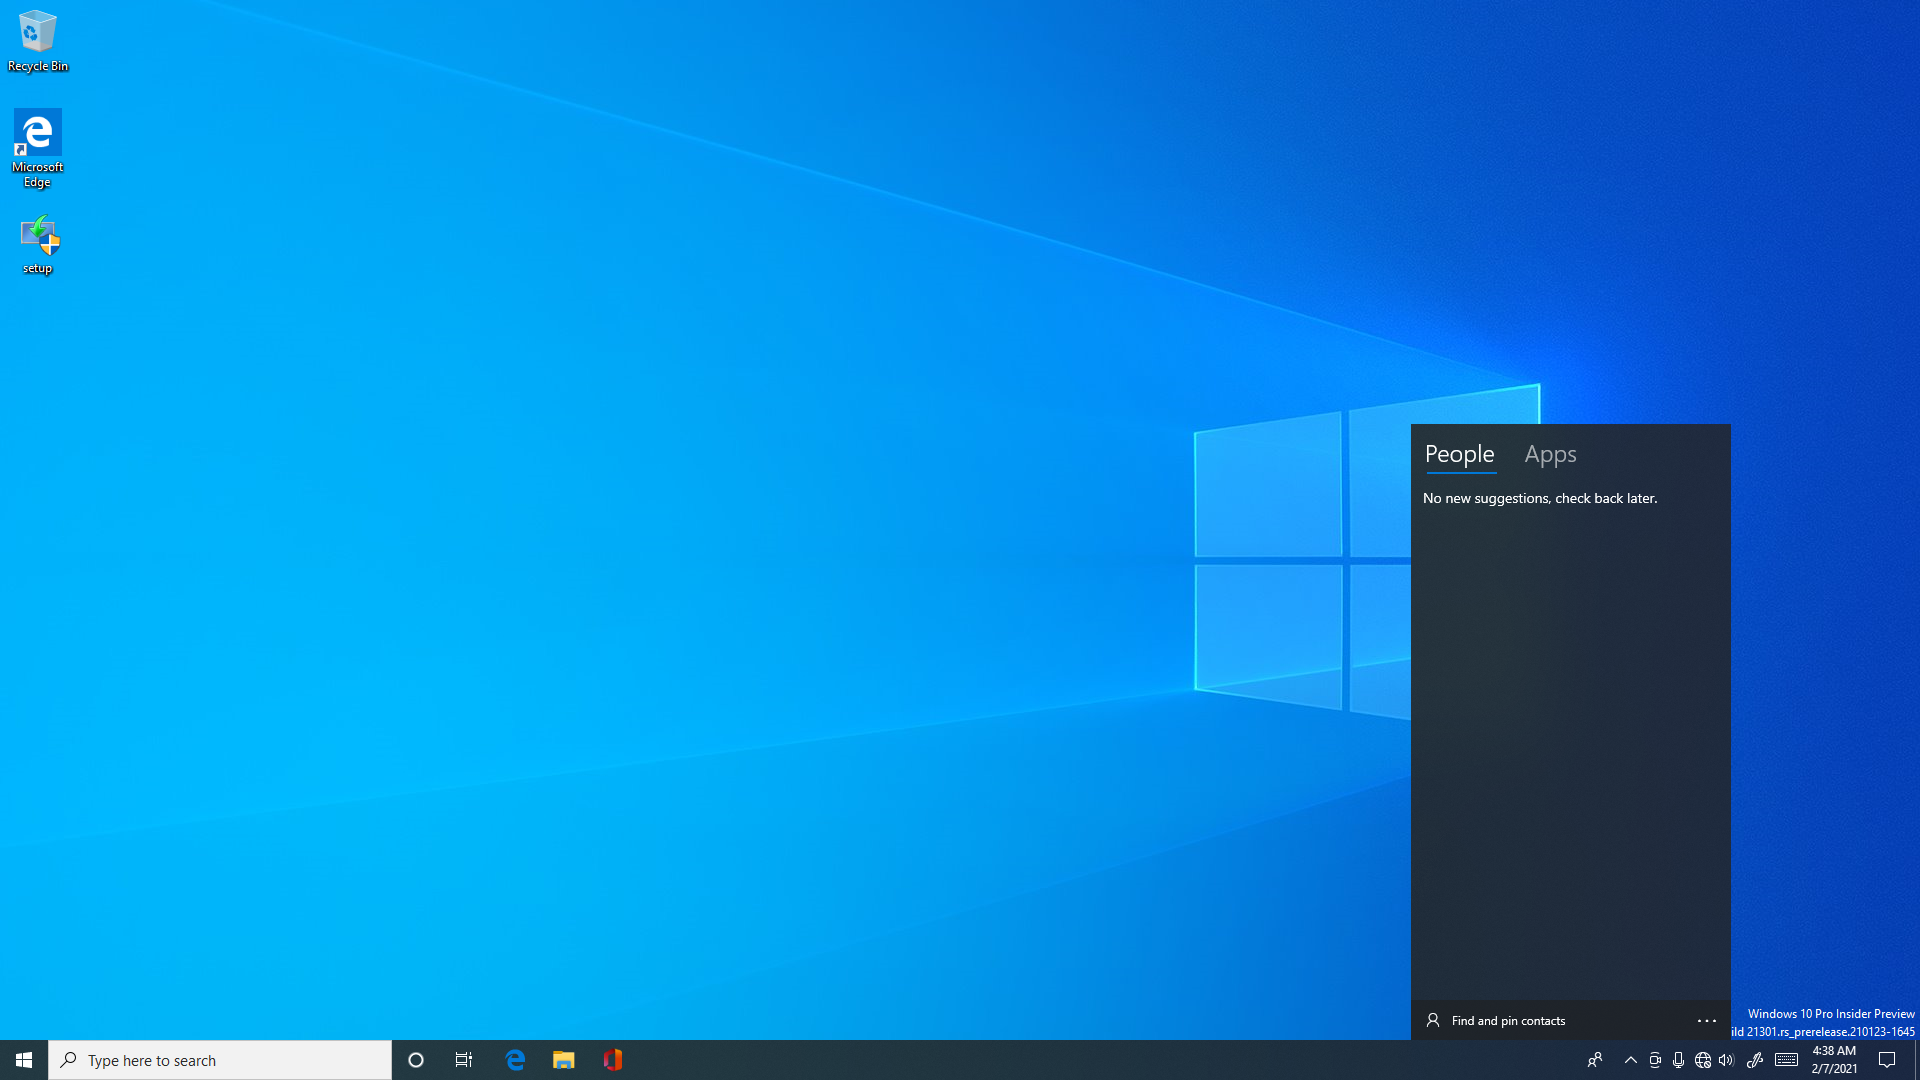 Recycle Bin
Microsoft
Edge
setup
People Apps
No new suggestions, check back later.
Find and pin contacts
Windows 10 Pro Insider Preview
ild 21301.rs_prerelease.210123-1645
Type here to search
4:38 AM
2/7/2021